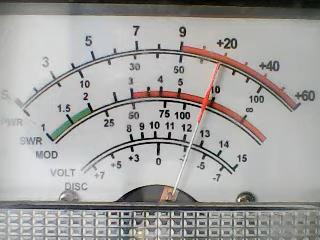 S 3 5 7 9 +20 +40 +60
PWR 10 30 50 10 100
SWR 1 1.5 2 3 4 5 8
MOD 25 50 75 100
VOLT 8 9 10 11 12 13 14 15
DISC +7 +5 +3 0 -5 -7